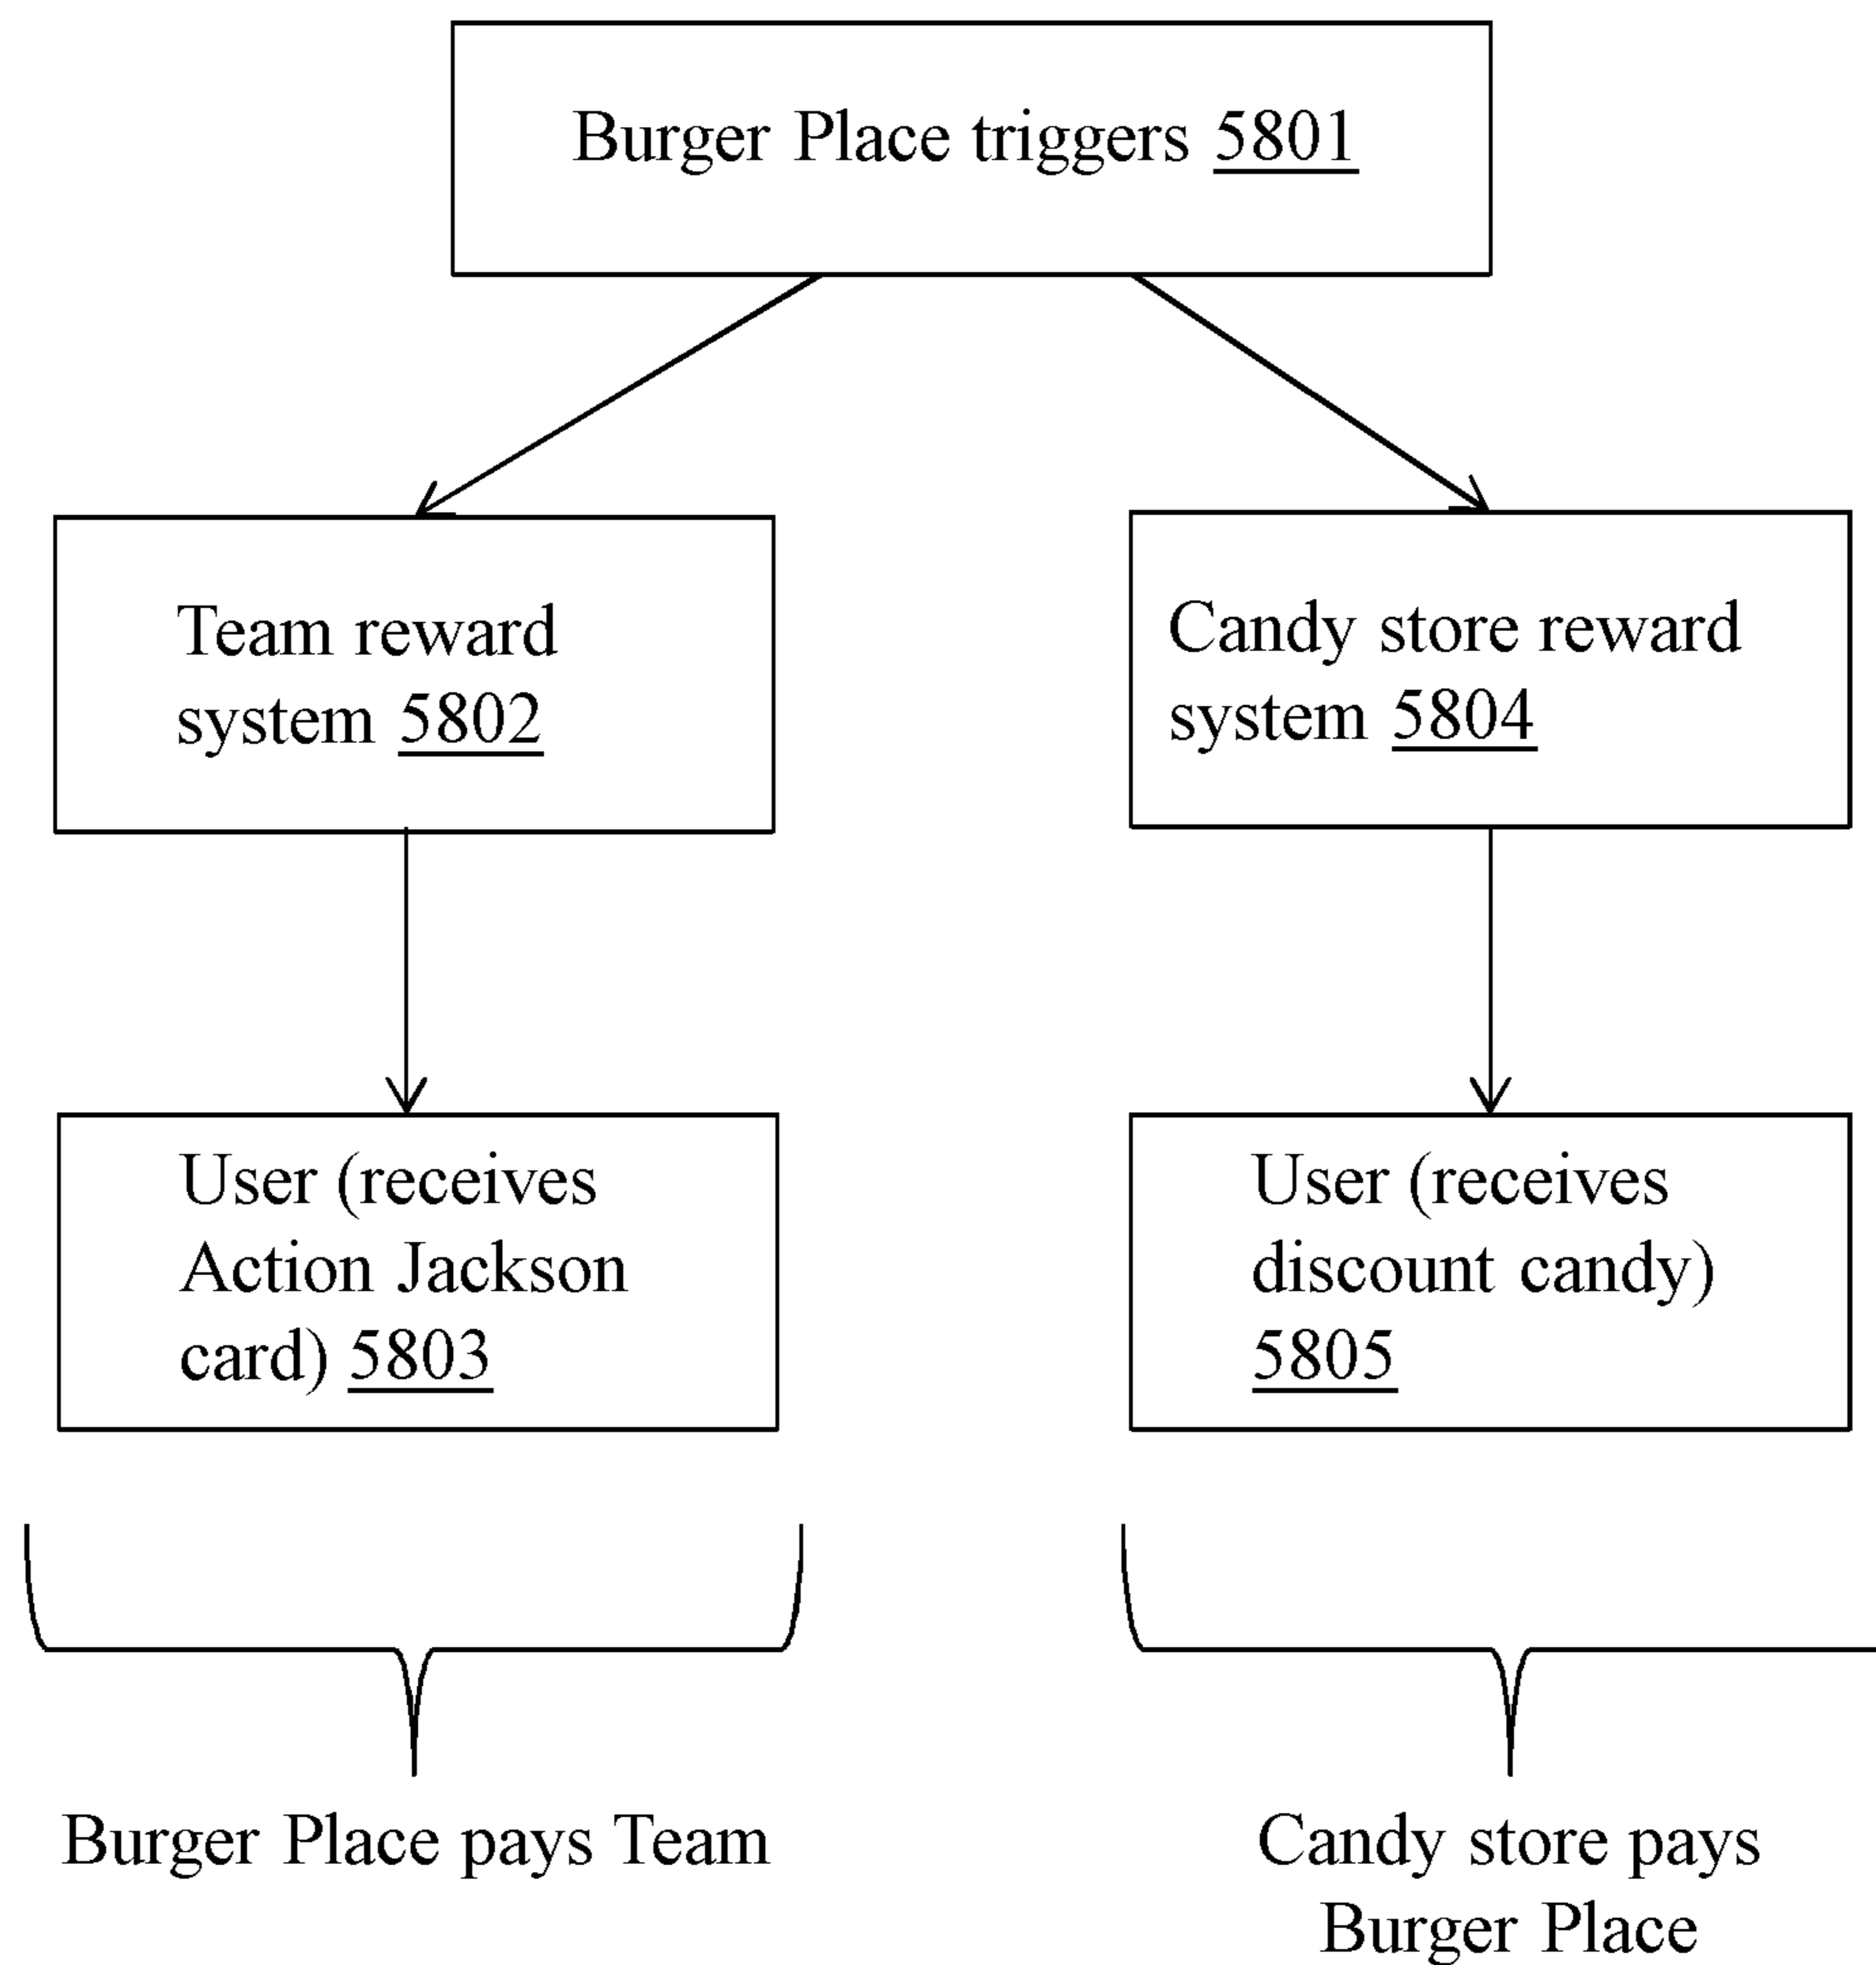 Burger Place triggers 5801
Team reward
system 5802
Candy store reward
system 5804
User (receives
Action Jackson
card) 5803
User (receives
discount candy)
5805
Burger Place pays Team
Candy store pays
Burger Place